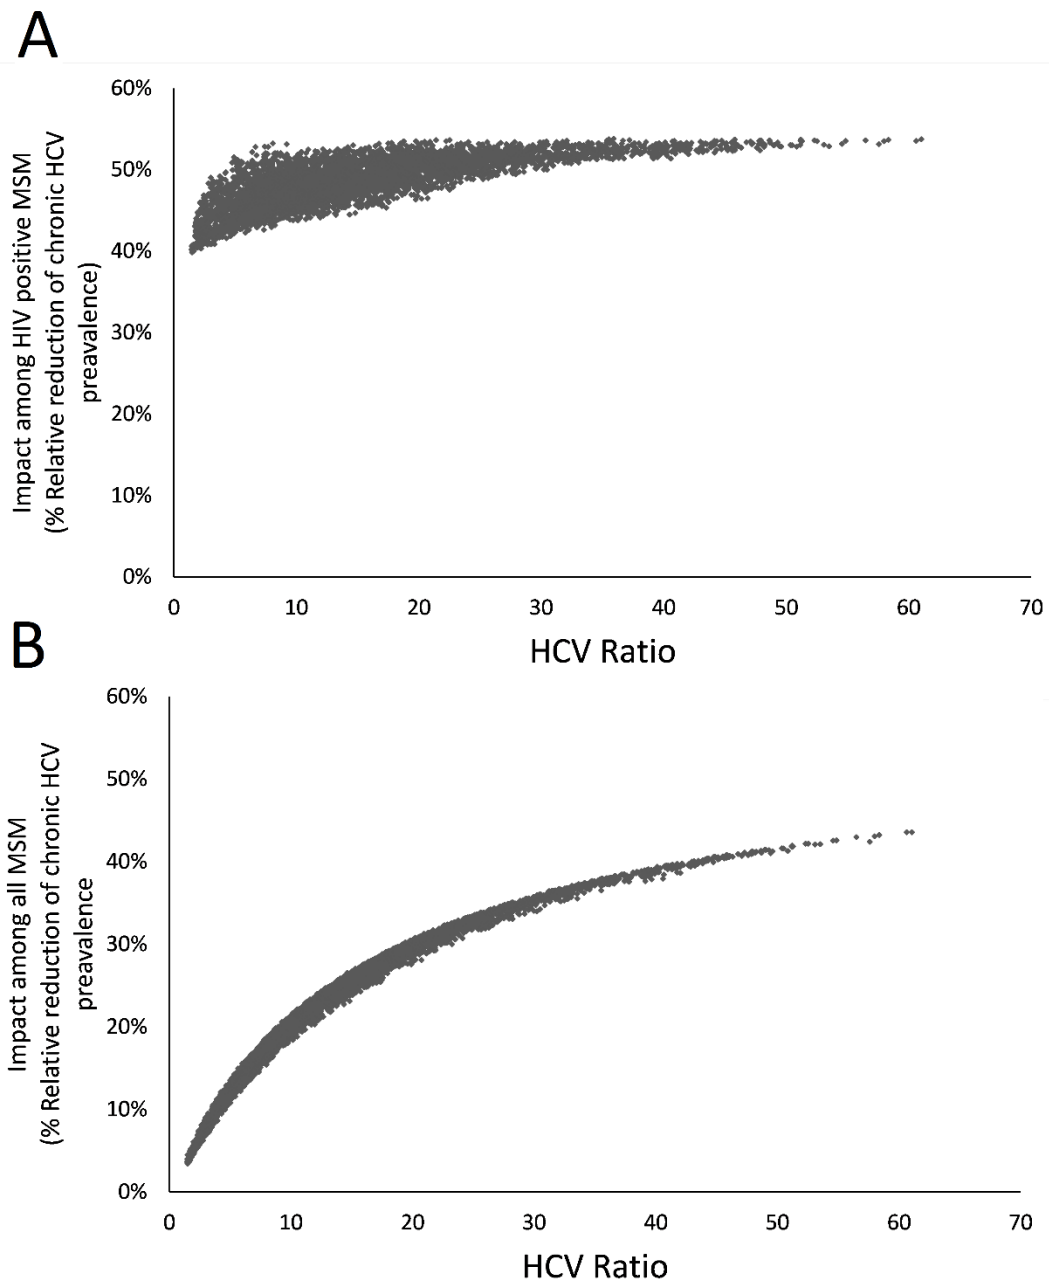 A
60%
50%
40%
30%
20%
10%
0%
Impact among HIV positive MSM
(% Relative reduction of chronic HCV
preavalence)
0 10 20 30 40 50 60 70
HCV Ratio
B
60%
50%
40%
30%
20%
10%
0%
Impact among all MSM
(% Relative reduction of chronic HCV
preavalence
0 10 20 30 40 50 60 70
HCV Ratio